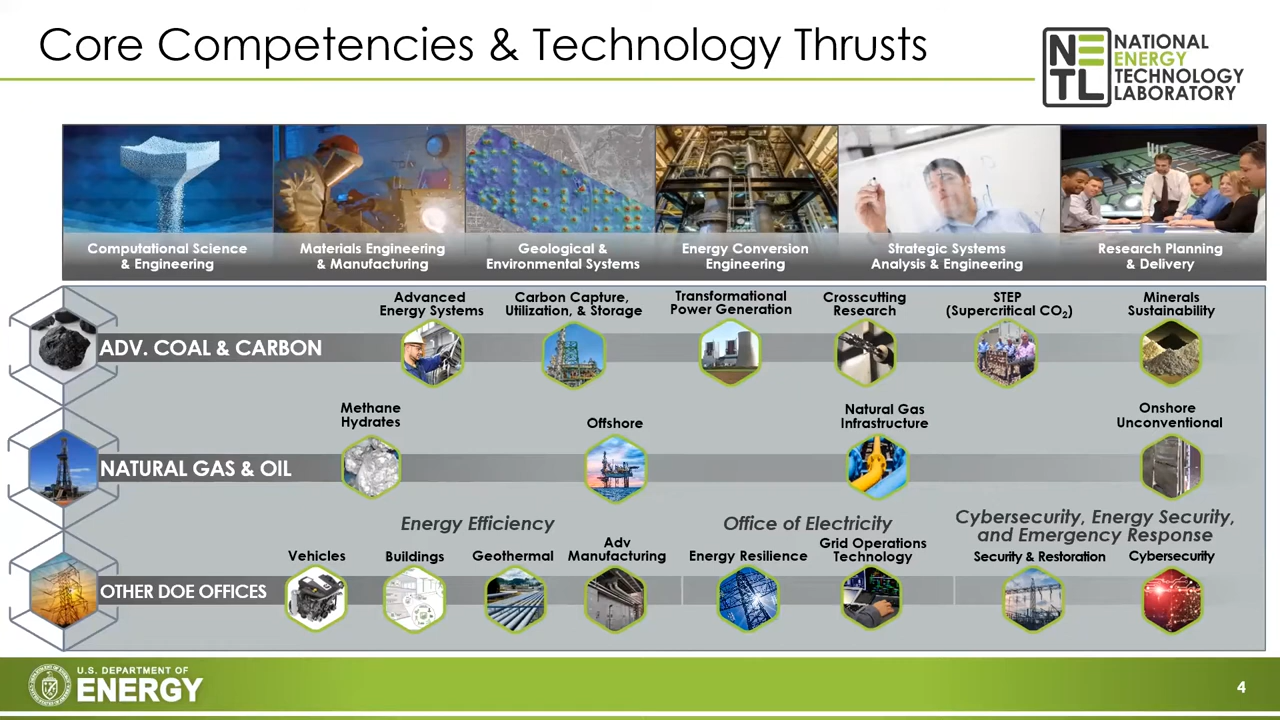 Core Competencies & Technology Thrusts
NETL
NATIONAL
ENERGY
TECHNOLOGY
LABORATORY
Computational Science
& Engineering
Materials Engineering
& Manufacturing
Geological &
Environmental Systems
Energy Conversion
Engineering
Strategic Systems
Analysis & Engineering
Research Planning
& Delivery
ADV. COAL & CARBON
Advanced
Energy Systems
Carbon Capture,
Utilization, & Storage
Transformational
Power Generation
Crosscutting
Research
STEP
(Supercritical CO₂)
Minerals
Sustainability
NATURAL GAS & OIL
Methane
Hydrates
Offshore
Natural Gas
Infrastructure
Onshore
Unconventional
OTHER DOE OFFICES
Energy Efficiency
Vehicles
Buildings
Geothermal
Adv
Manufacturing
Office of Electricity
Energy Resilience
Grid Operations
Technology
Cybersecurity, Energy Security,
and Emergency Response
Security & Restoration
Cybersecurity
U.S. DEPARTMENT OF
ENERGY
4